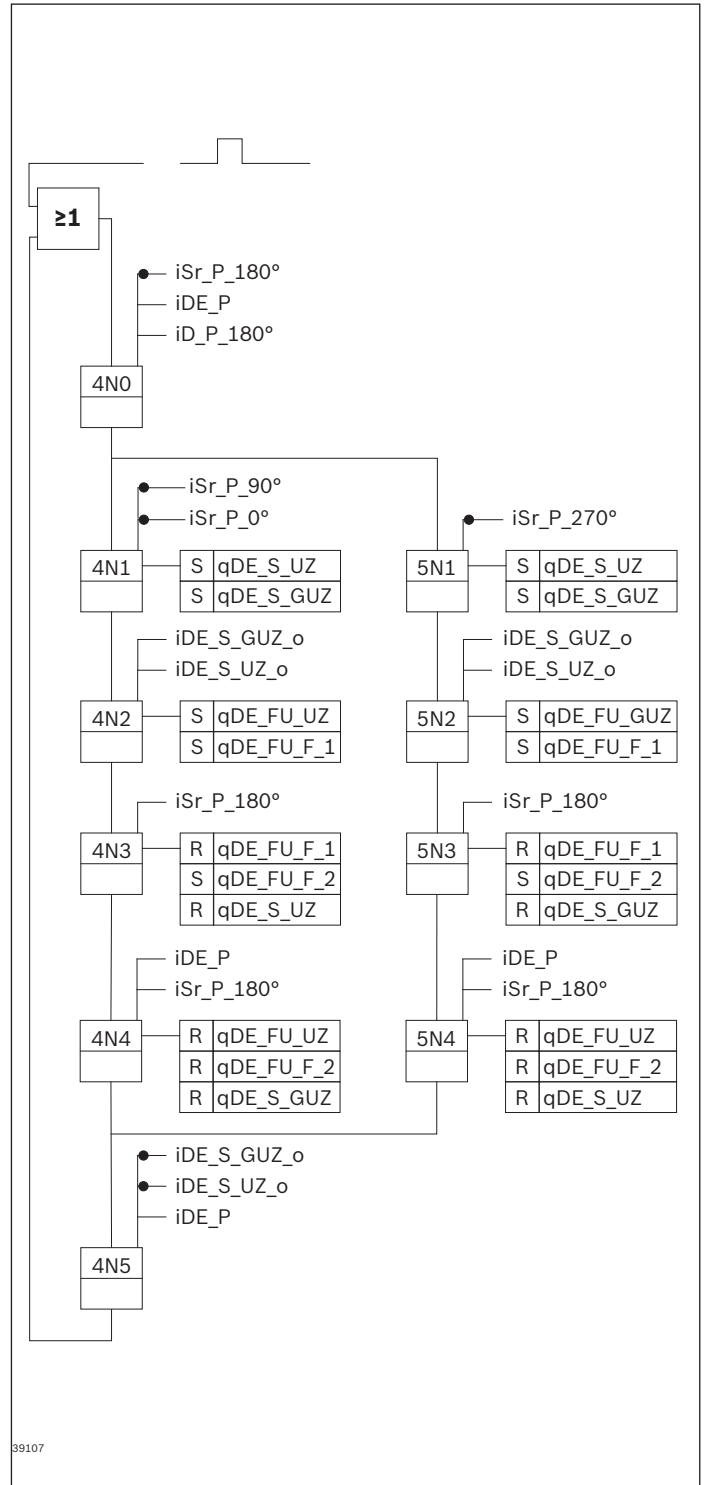 ≥1
iSr_P_180°
iDE_P
iD_P_180°
4N0
iSr_P_90°
iSr_P_0°
4N1
S qDE_S_UZ
S qDE_S_GUZ
iSr_P_270°
5N1
S qDE_S_UZ
S qDE_S_GUZ
iDE_S_GUZ_o
iDE_S_UZ_o
4N2
S qDE_FU_UZ
S qDE_FU_F_1
iDE_S_GUZ_o
iDE_S_UZ_o
5N2
S qDE_FU_GUZ
S qDE_FU_F_1
iSr_P_180°
4N3
R qDE_FU_F_1
S qDE_FU_F_2
R qDE_S_UZ
iSr_P_180°
5N3
R qDE_FU_F_1
S qDE_FU_F_2
R qDE_S_GUZ
iDE_P
iSr_P_180°
4N4
R qDE_FU_UZ
R qDE_FU_F_2
R qDE_S_GUZ
iDE_P
iSr_P_180°
5N4
R qDE_FU_UZ
R qDE_FU_F_2
R qDE_S_UZ
iDE_S_GUZ_o
iDE_S_UZ_o
iDE_P
4N5
39107